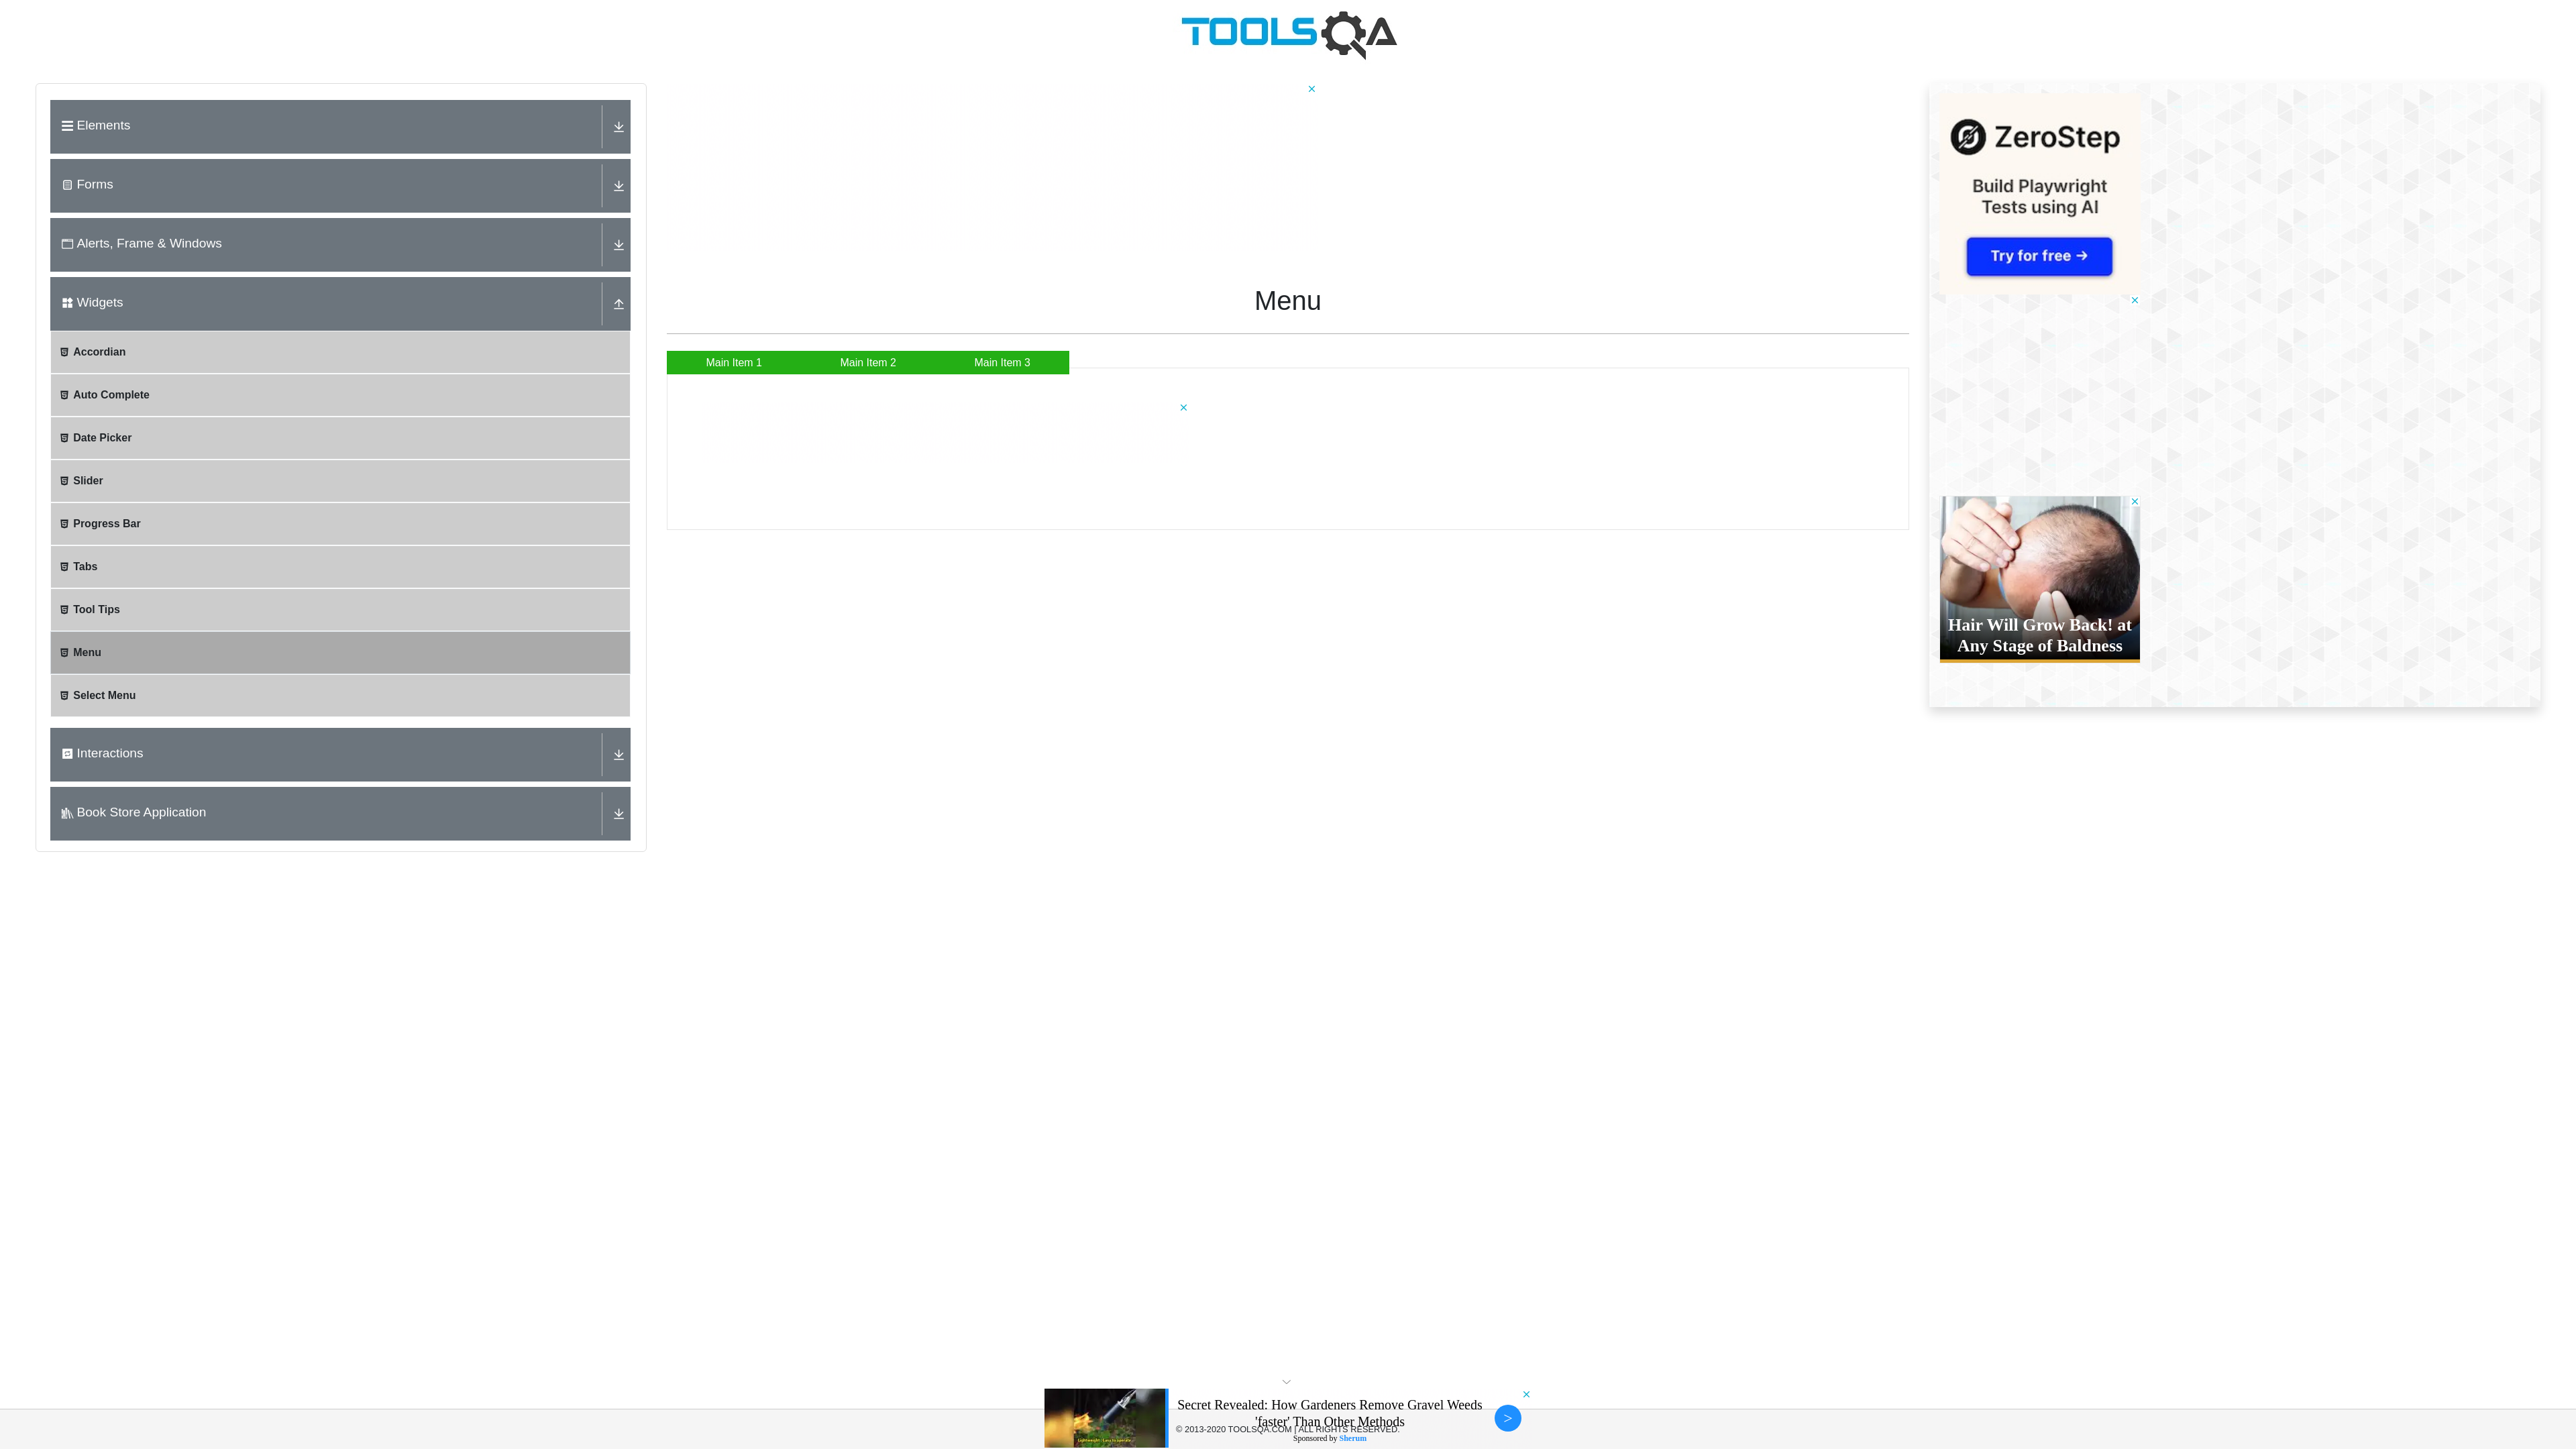 TOOLSQA
Elements
Forms
Alerts, Frame & Windows
Widgets
Accordian
Auto Complete
Date Picker
Slider
Progress Bar
Tabs
Tool Tips
Menu
Select Menu
Interactions
Book Store Application
Menu
Main Item 1
Main Item 2
Main Item 3
ZeroStep
Build Playwright
Tests using AI
Try for free →
Hair Will Grow Back! at
Any Stage of Baldness
Secret Revealed: How Gardeners Remove Gravel Weeds
'faster' Than Other Methods
© 2013-2020 TOOLSQA.COM | ALL RIGHTS RESERVED.
Sponsored by Sherum